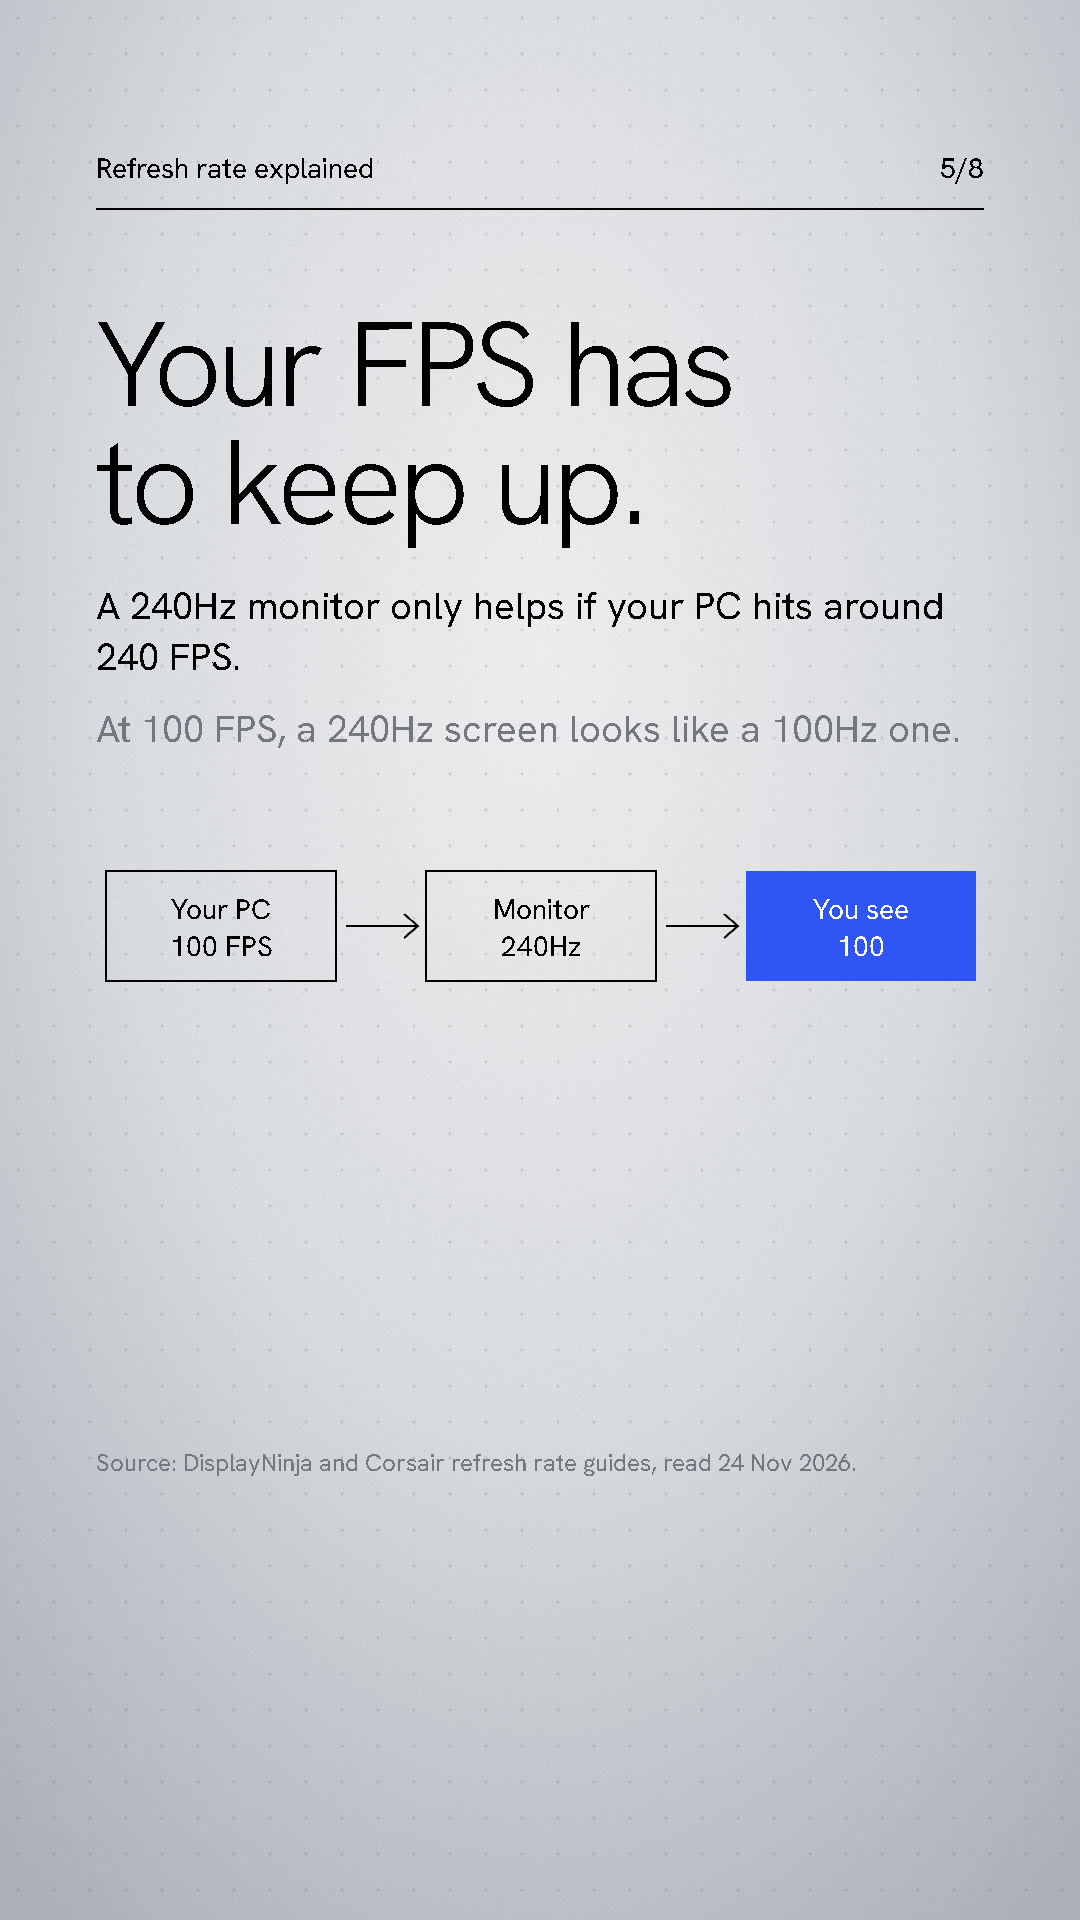 Refresh rate explained
5/8
Your FPS has
to keep up.
A 240Hz monitor only helps if your PC hits around
240 FPS.
At 100 FPS, a 240Hz screen looks like a 100Hz one.
Your PC
100 FPS
Monitor
240Hz
You see
100
Source: DisplayNinja and Corsair refresh rate guides, read 24 Nov 2026.